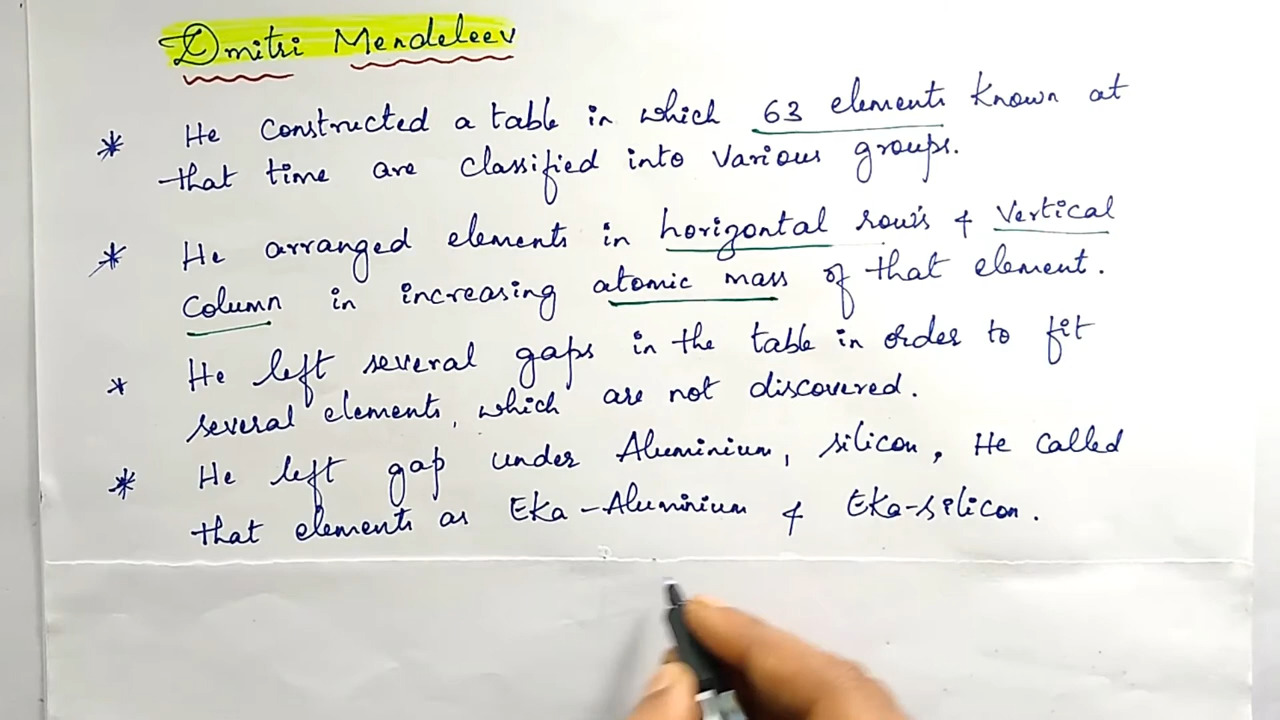 Dmitri Mendeleev
* He constructed a table in which 63 elements known at
that time are classified into various groups.
* He arranged elements in horizontal row's & vertical
column in increasing atomic mass of that element.
* He left several gaps in the table in order to fit
several elements, which are not discovered.
* He left gap under Aluminium, silicon, He called
that elements as Eka-Aluminium & Eka-silicon.